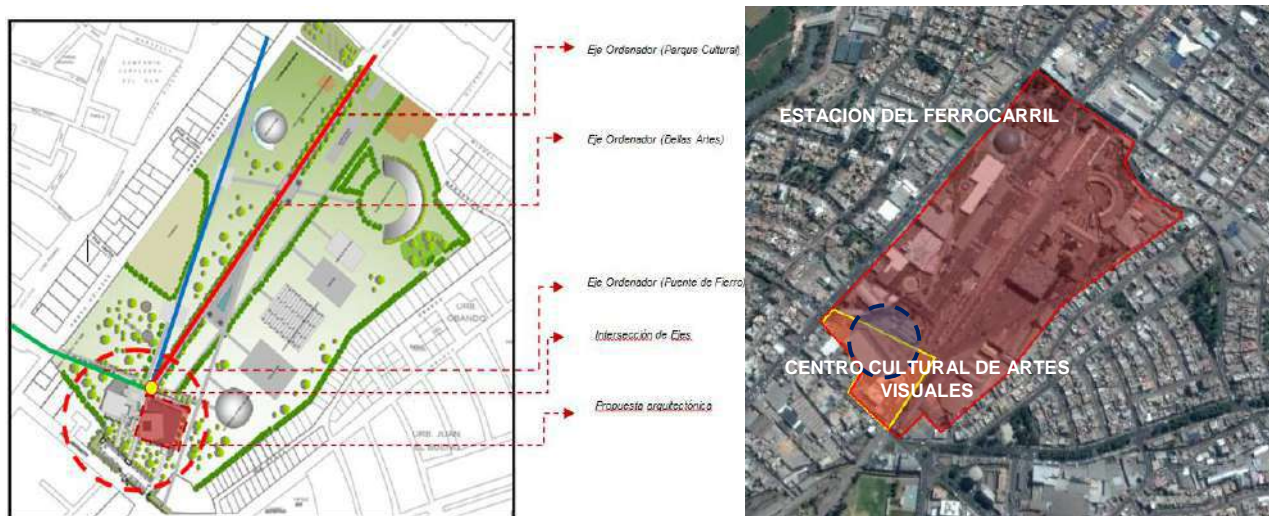 Eje Ordenador (Parque Cultural)
Eje Ordenador (Bellas Artes)
Eje Ordenador (Puente de Fierro)
Intersección de Ejes
Propuesta arquitectónica
URB.
OBANDO
URB. JUAN
ESTACION DEL FERROCARRIL
CENTRO CULTURAL DE ARTES
VISUALES